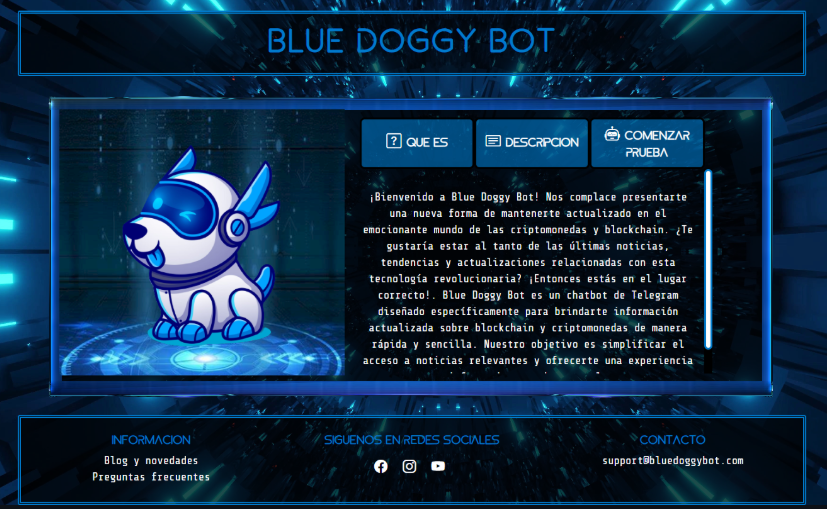 BLUE DOGGY BOT
QUE ES
DESCRIPCION
COMENZAR
PRUEBA
¡Bienvenido a Blue Doggy Bot! Nos complace presentarte
una nueva forma de mantenerte actualizado en el
emocionante mundo de las criptomonedas y blockchain. ¿Te
gustaría estar al tanto de las últimas noticias,
tendencias y actualizaciones relacionadas con esta
tecnología revolucionaria? ¡Entonces estás en el lugar
correcto!. Blue Doggy Bot es un chatbot de Telegram
diseñado específicamente para brindarte información
actualizada sobre blockchain y criptomonedas de manera
rápida y sencilla. Nuestro objetivo es simplificar el
acceso a noticias relevantes y ofrecerte una experiencia
INFORMACION
Blog y novedades
Preguntas frecuentes
SIGUENOS EN REDES SOCIALES
CONTACTO
support@bluedoggybot.com